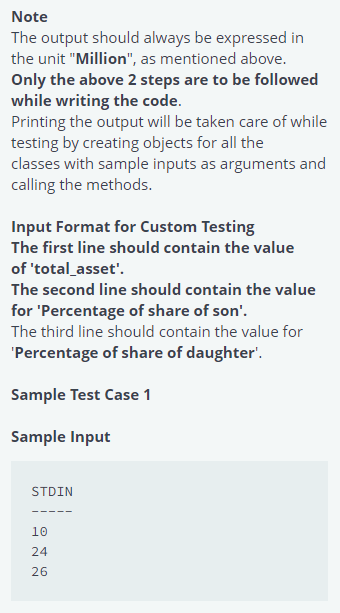 Note
The output should always be expressed in
the unit "Million", as mentioned above.
Only the above 2 steps are to be followed
while writing the code.
Printing the output will be taken care of while
testing by creating objects for all the
classes with sample inputs as arguments and
calling the methods.
Input Format for Custom Testing
The first line should contain the value
of 'total_asset'.
The second line should contain the value
for 'Percentage of share of son'.
The third line should contain the value for
'Percentage of share of daughter'.
Sample Test Case 1
Sample Input
STDIN
-----
10
24
26